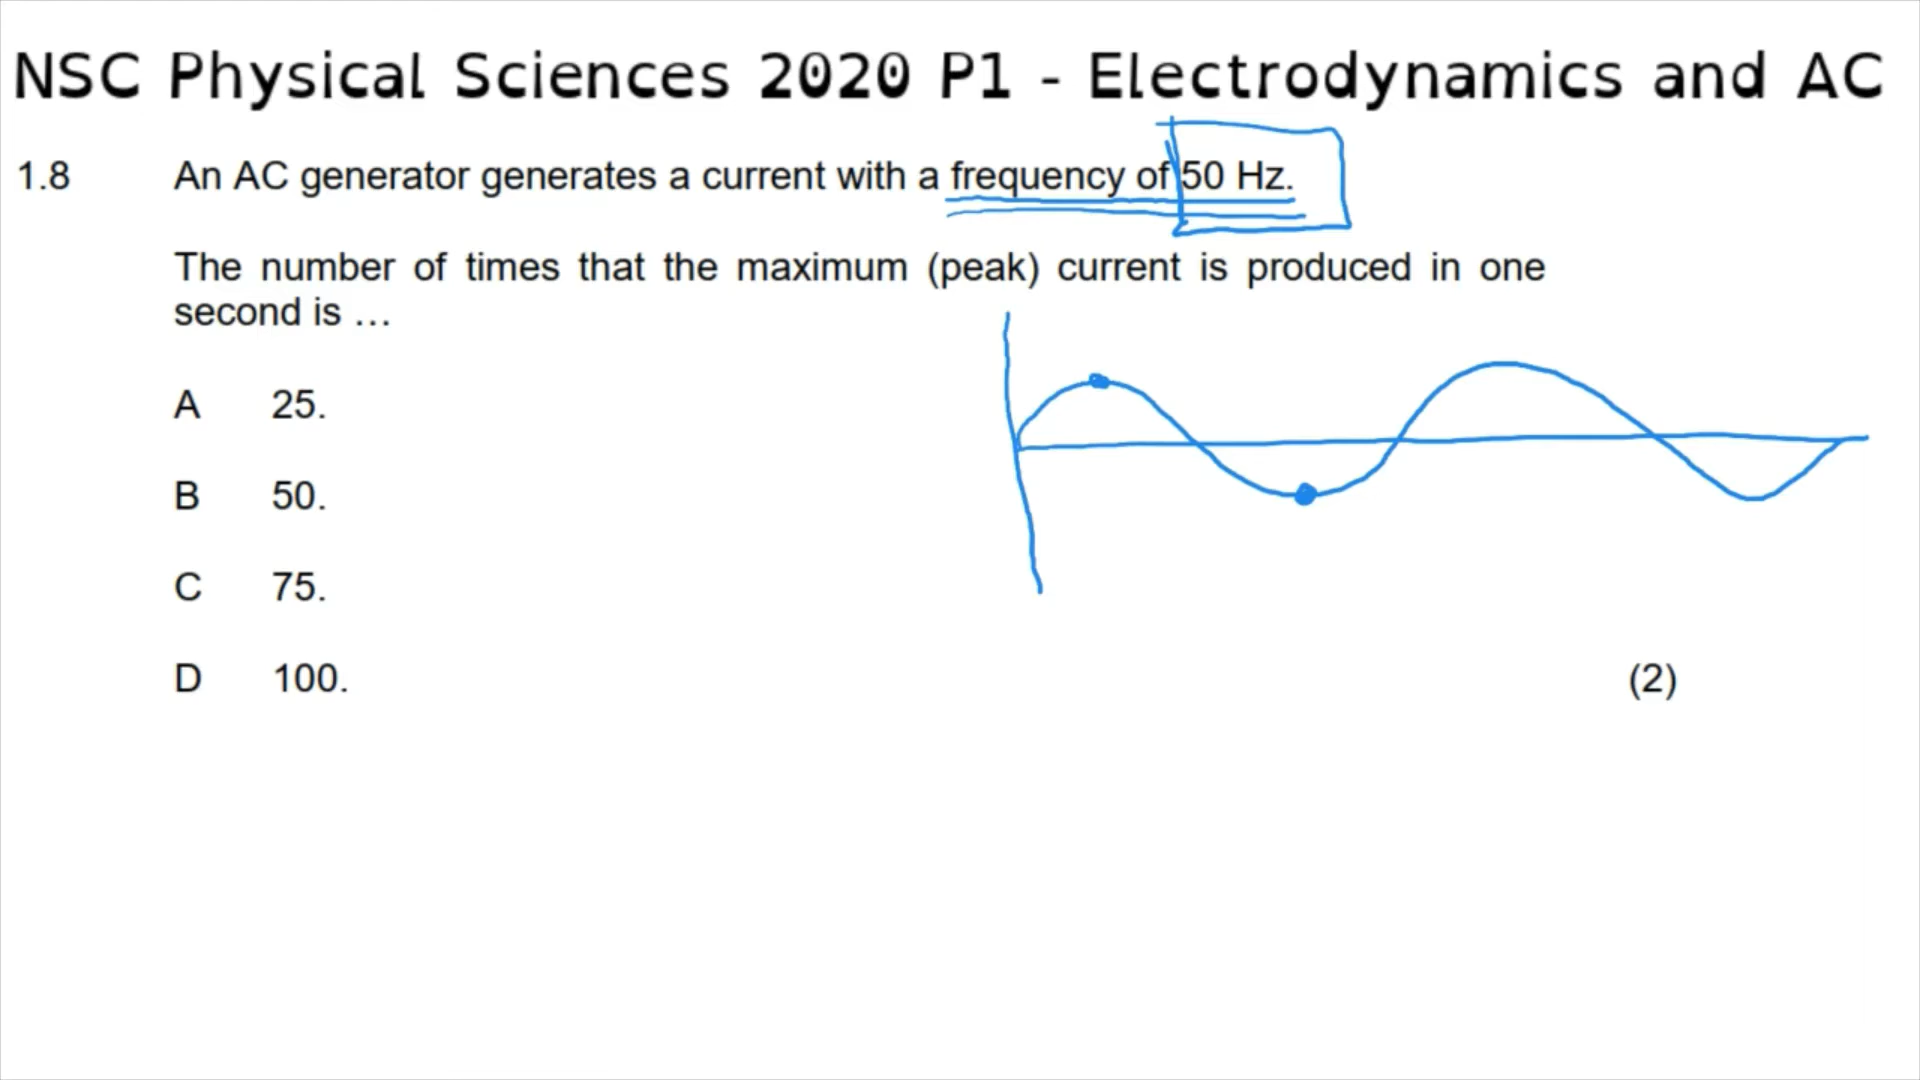 NSC Physical Sciences 2020 P1 - Electrodynamics and AC
1.8 An AC generator generates a current with a frequency of 50 Hz.
The number of times that the maximum (peak) current is produced in one
second is …
A 25.
B 50.
C 75.
D 100. (2)